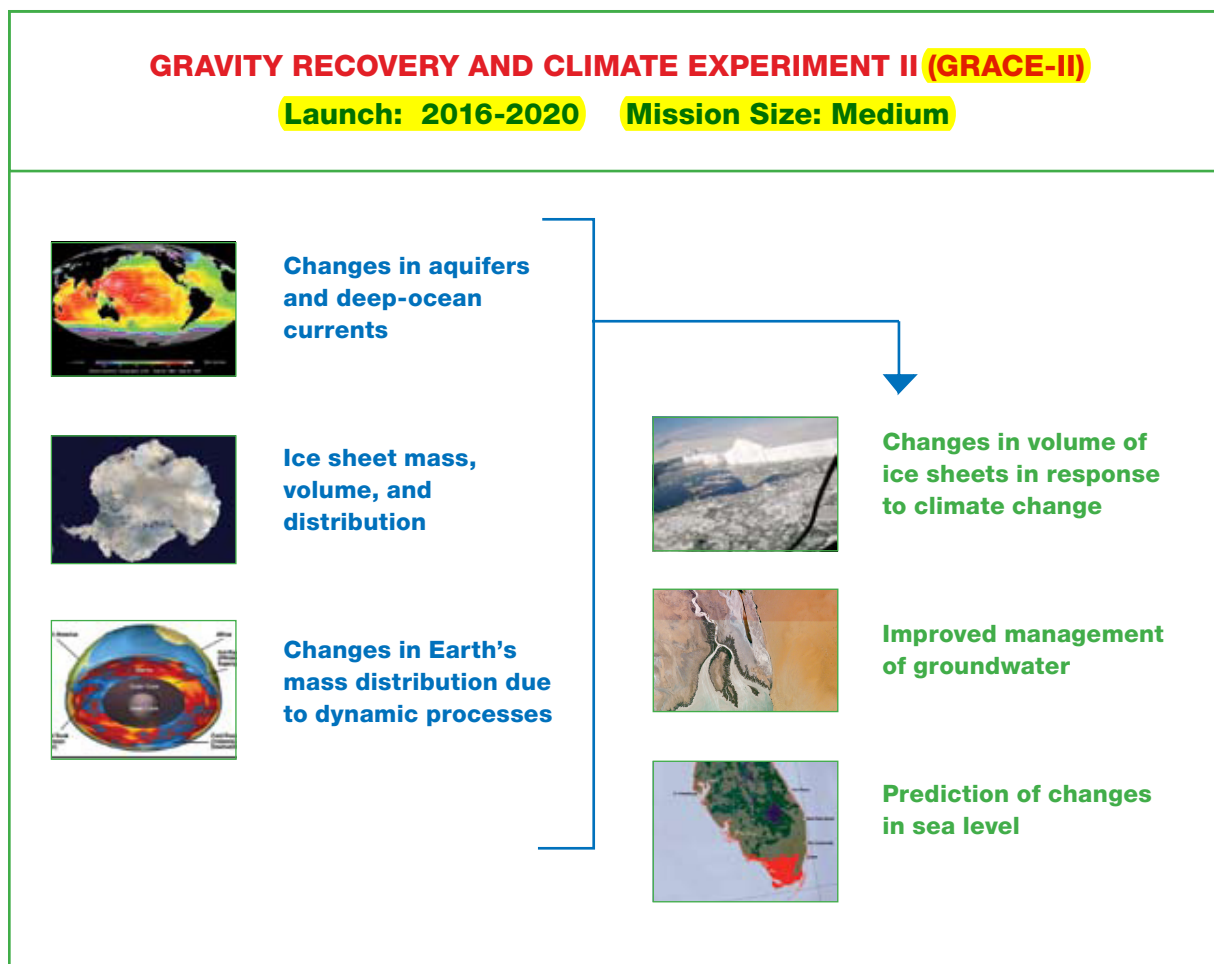 GRAVITY RECOVERY AND CLIMATE EXPERIMENT II (GRACE-II)
Launch: 2016-2020 Mission Size: Medium
Changes in aquifers
and deep-ocean
currents
Ice sheet mass,
volume, and
distribution
Changes in Earth’s
mass distribution due
to dynamic processes
Changes in volume of
ice sheets in response
to climate change
Improved management
of groundwater
Prediction of changes
in sea level